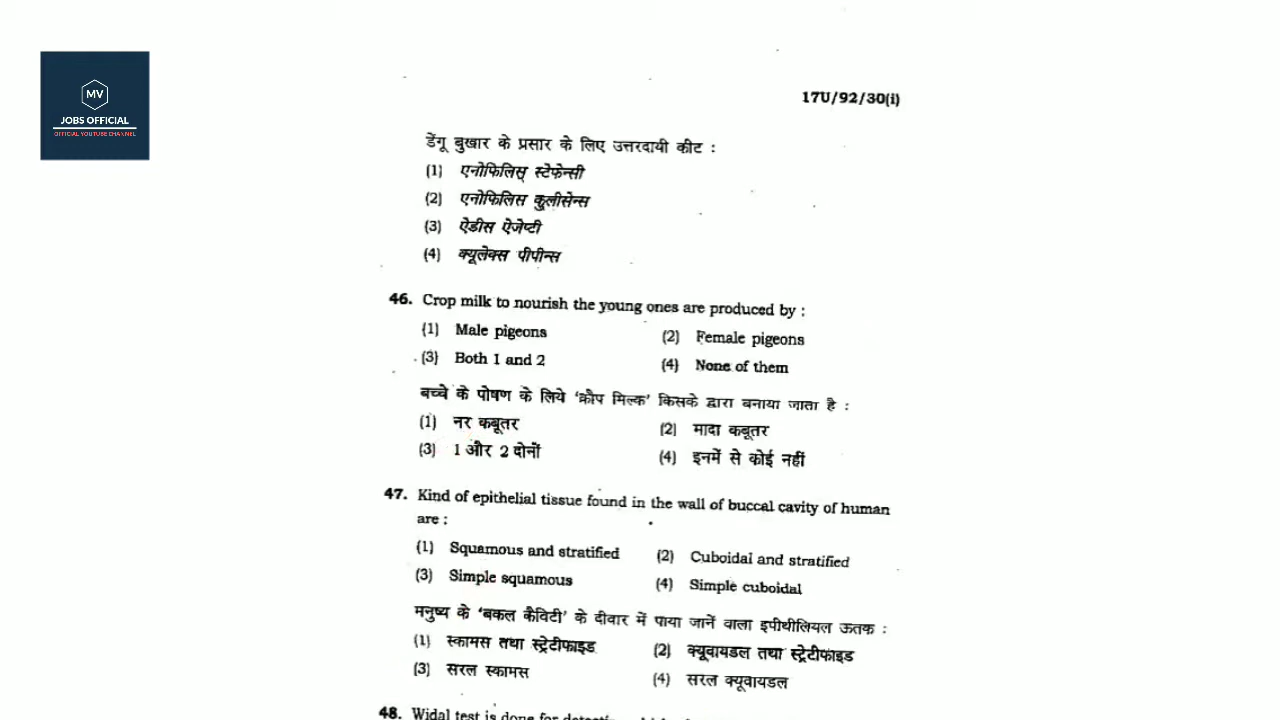 MV
JOBS OFFICIAL
OFFICIAL YOUTUBE CHANNEL
17U/92/30(i)
डेंगू बुखार के प्रसार के लिए उत्तरदायी कीट :
(1) एनोफिलिस् स्टेफेन्सी
(2) एनोफिलिस कुलीसेन्स
(3) ऐडीस ऐजेप्टी
(4) क्यूलेक्स पीपीन्स
46. Crop milk to nourish the young ones are produced by :
(1) Male pigeons (2) Female pigeons
(3) Both 1 and 2 (4) None of them
बच्चे के पोषण के लिये 'क्रौप मिल्क' किसके द्वारा बनाया जाता है :
(1) नर कबूतर (2) मादा कबूतर
(3) 1 और 2 दोनों (4) इनमें से कोई नहीं
47. Kind of epithelial tissue found in the wall of buccal cavity of human
are :
(1) Squamous and stratified (2) Cuboidal and stratified
(3) Simple squamous (4) Simple cuboidal
मनुष्य के 'बकल कैविटी' के दीवार में पाया जानें वाला इपीथीलियल ऊतक :
(1) स्कामस तथा स्ट्रेटीफाइड (2) क्यूवायडल तथा स्ट्रेटीफाइड
(3) सरल स्कामस (4) सरल क्यूवायडल
48. Widal test is done for